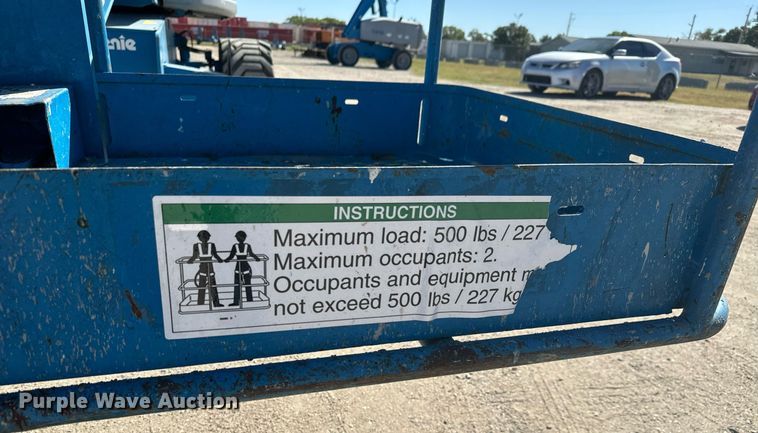 nie
INSTRUCTIONS
Maximum load: 500 lbs / 227
Maximum occupants: 2.
Occupants and equipment m
not exceed 500 lbs / 227 kg
Purple Wave Auction